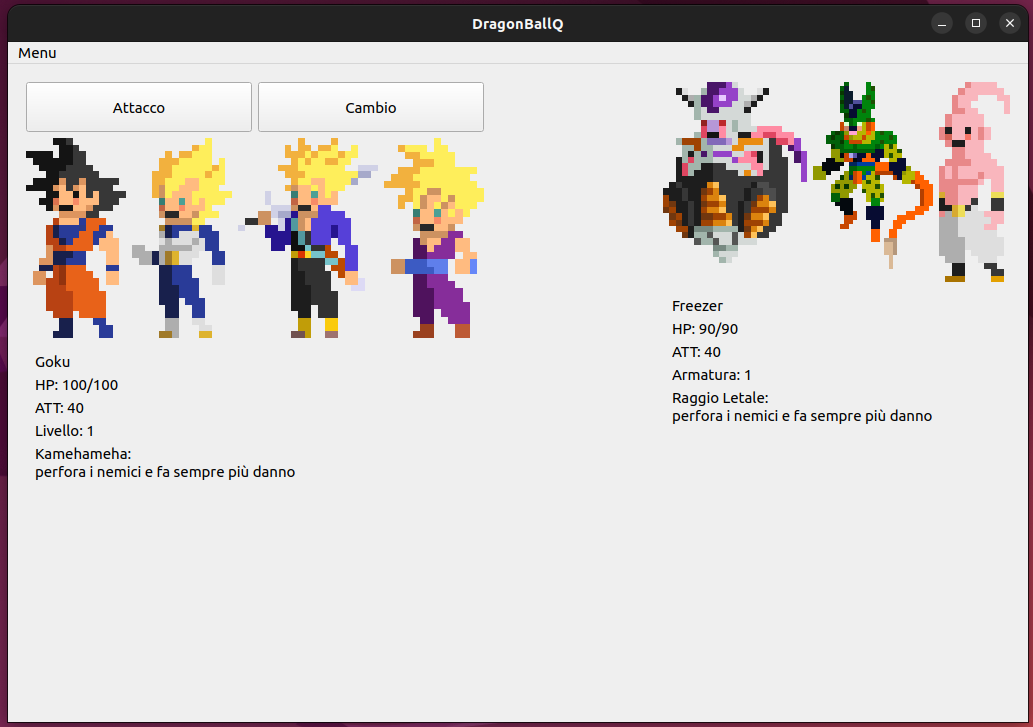 DragonBallQ
Menu
Attacco
Cambio
Goku
HP: 100/100
ATT: 40
Livello: 1
Kamehameha:
perfora i nemici e fa sempre più danno
Freezer
HP: 90/90
ATT: 40
Armatura: 1
Raggio Letale:
perfora i nemici e fa sempre più danno